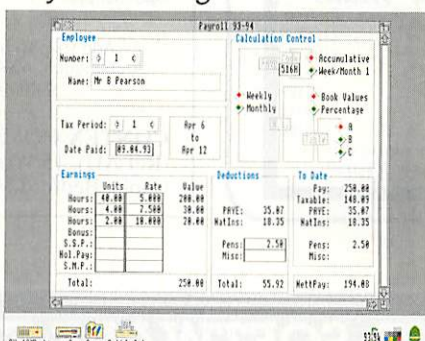 Payroll 93-94
Employee
Number: 1
Name: Mr B Pearson
Tax Period: 1
Apr 6
to
Apr 12
Date Paid: 09.04.93
Calculation Control
516H
Accumulative
Week/Month 1
Weekly
Monthly
Book Values
Percentage
Table
A
B
C
Earnings
Units Rate Value
Hours: 40.00 5.000 200.00
Hours: 4.00 7.500 30.00
Hours: 2.00 10.000 20.00
Bonus:
S.S.P.:
Hol.Pay:
S.M.P.:
Total: 250.00
Deductions
PAYE: 35.07
NatIns: 18.35
Pens: 2.50
Misc:
Total: 55.92
To Date
Pay: 250.00
Taxable: 148.09
PAYE: 35.07
NatIns: 18.35
Pens: 2.50
Misc:
NettPay: 194.08